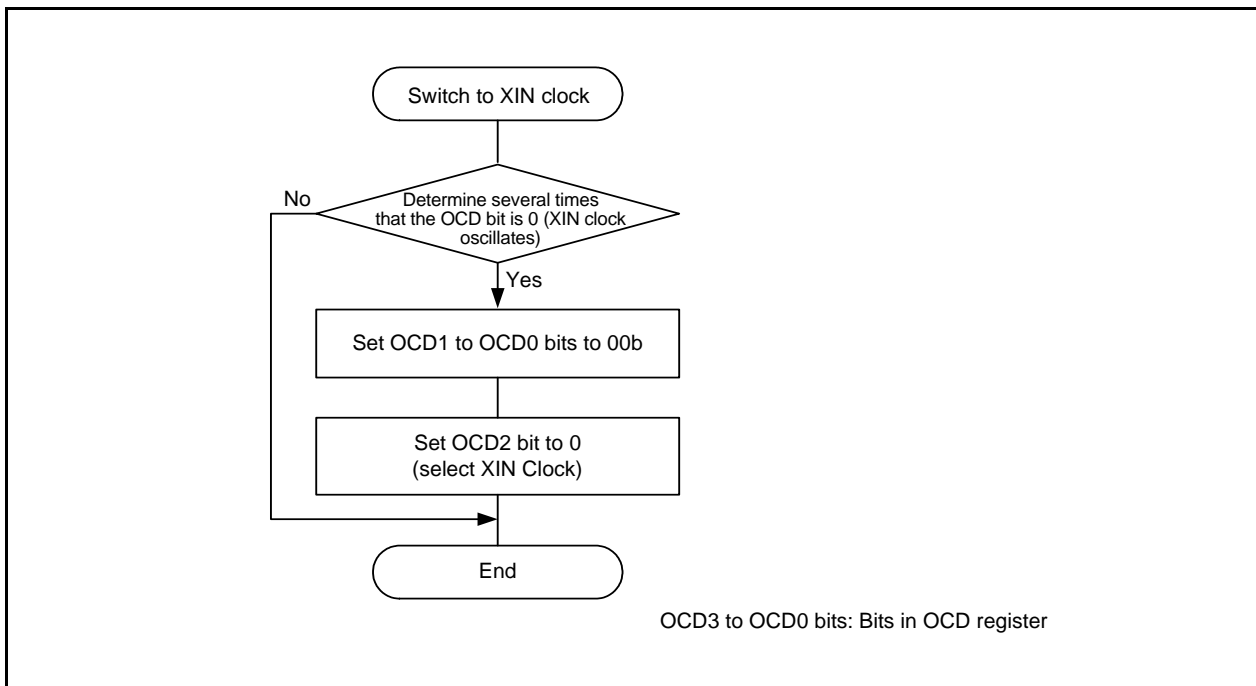 Switch to XIN clock
No
Determine several times
that the OCD bit is 0 (XIN clock
oscillates)
Yes
Set OCD1 to OCD0 bits to 00b
Set OCD2 bit to 0
(select XIN Clock)
End
OCD3 to OCD0 bits: Bits in OCD register